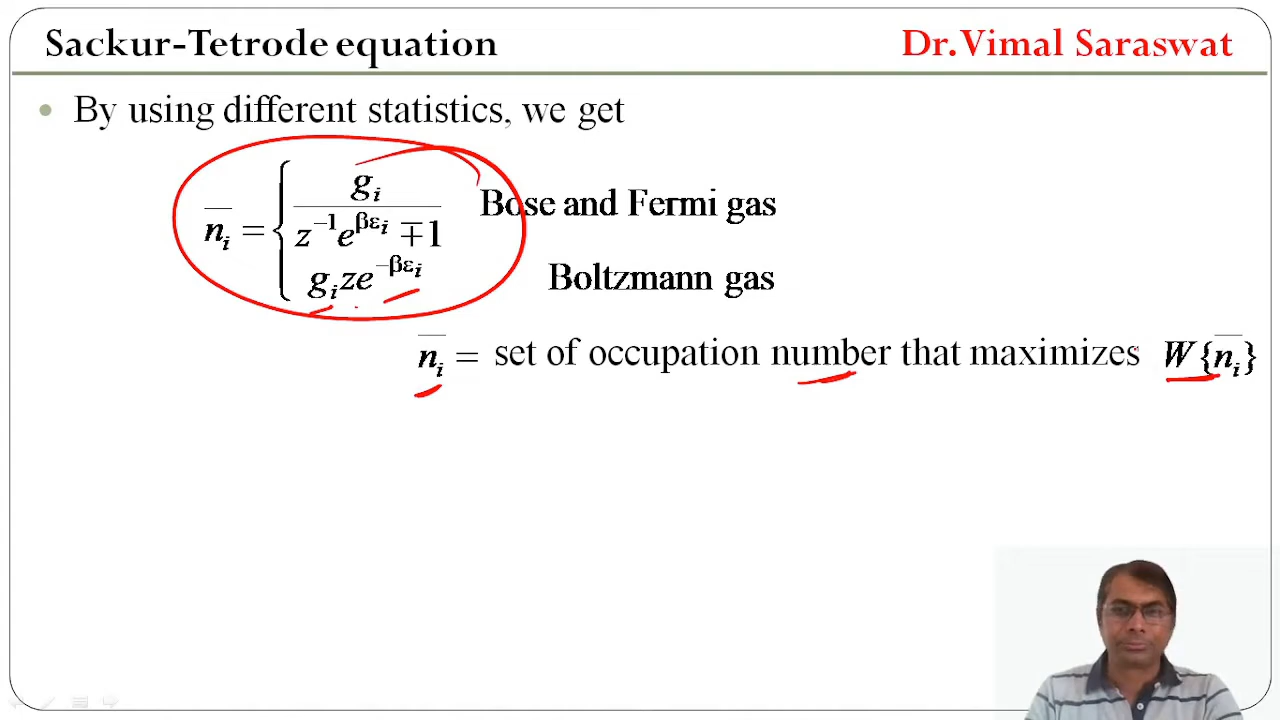 Sackur-Tetrode equation Dr.Vimal Saraswat
• By using different statistics, we get
n̅ᵢ = { gᵢ / (z⁻¹e^{βεᵢ} ∓ 1) Bose and Fermi gas
gᵢze^{−βεᵢ} Boltzmann gas
n̅ᵢ = set of occupation number that maximizes W{n̅ᵢ}